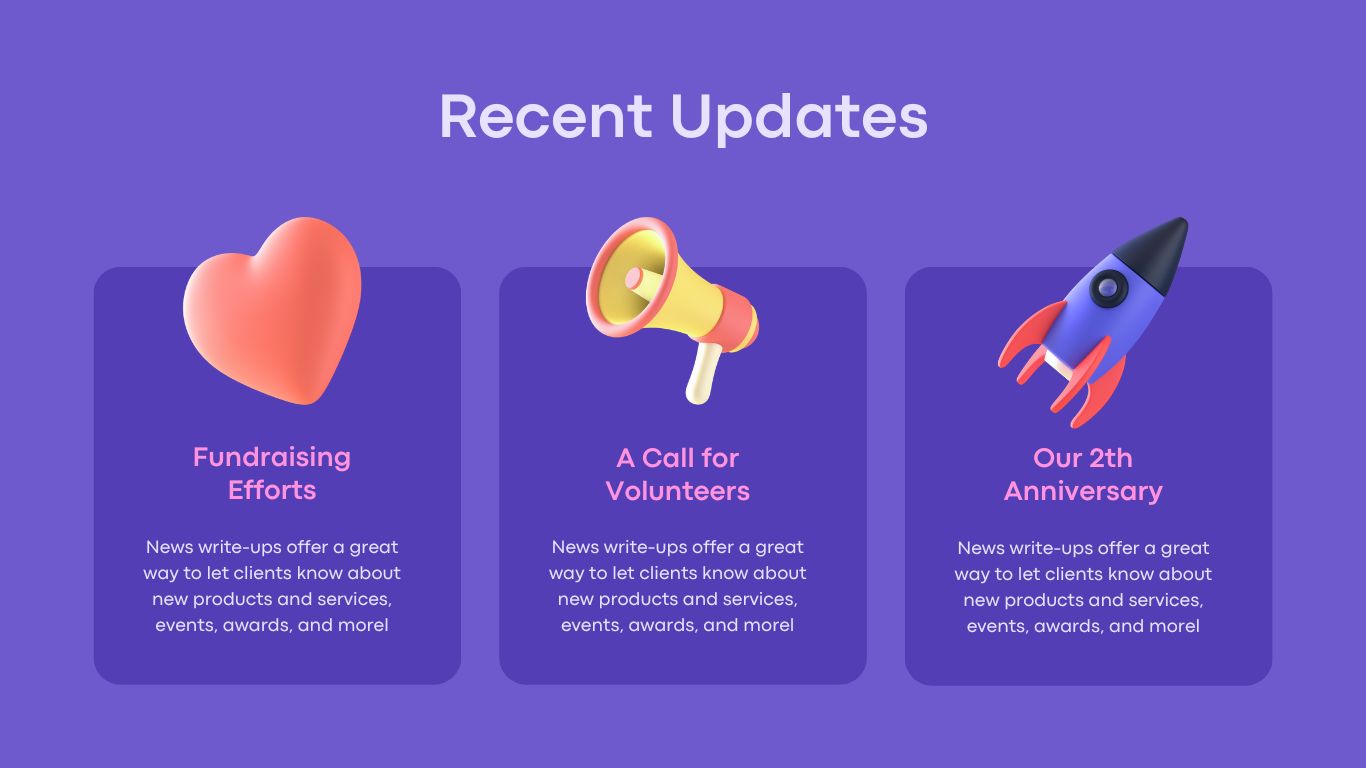 Recent Updates
Fundraising
Efforts
News write-ups offer a great
way to let clients know about
new products and services,
events, awards, and more!
A Call for
Volunteers
News write-ups offer a great
way to let clients know about
new products and services,
events, awards, and more!
Our 2th
Anniversary
News write-ups offer a great
way to let clients know about
new products and services,
events, awards, and more!